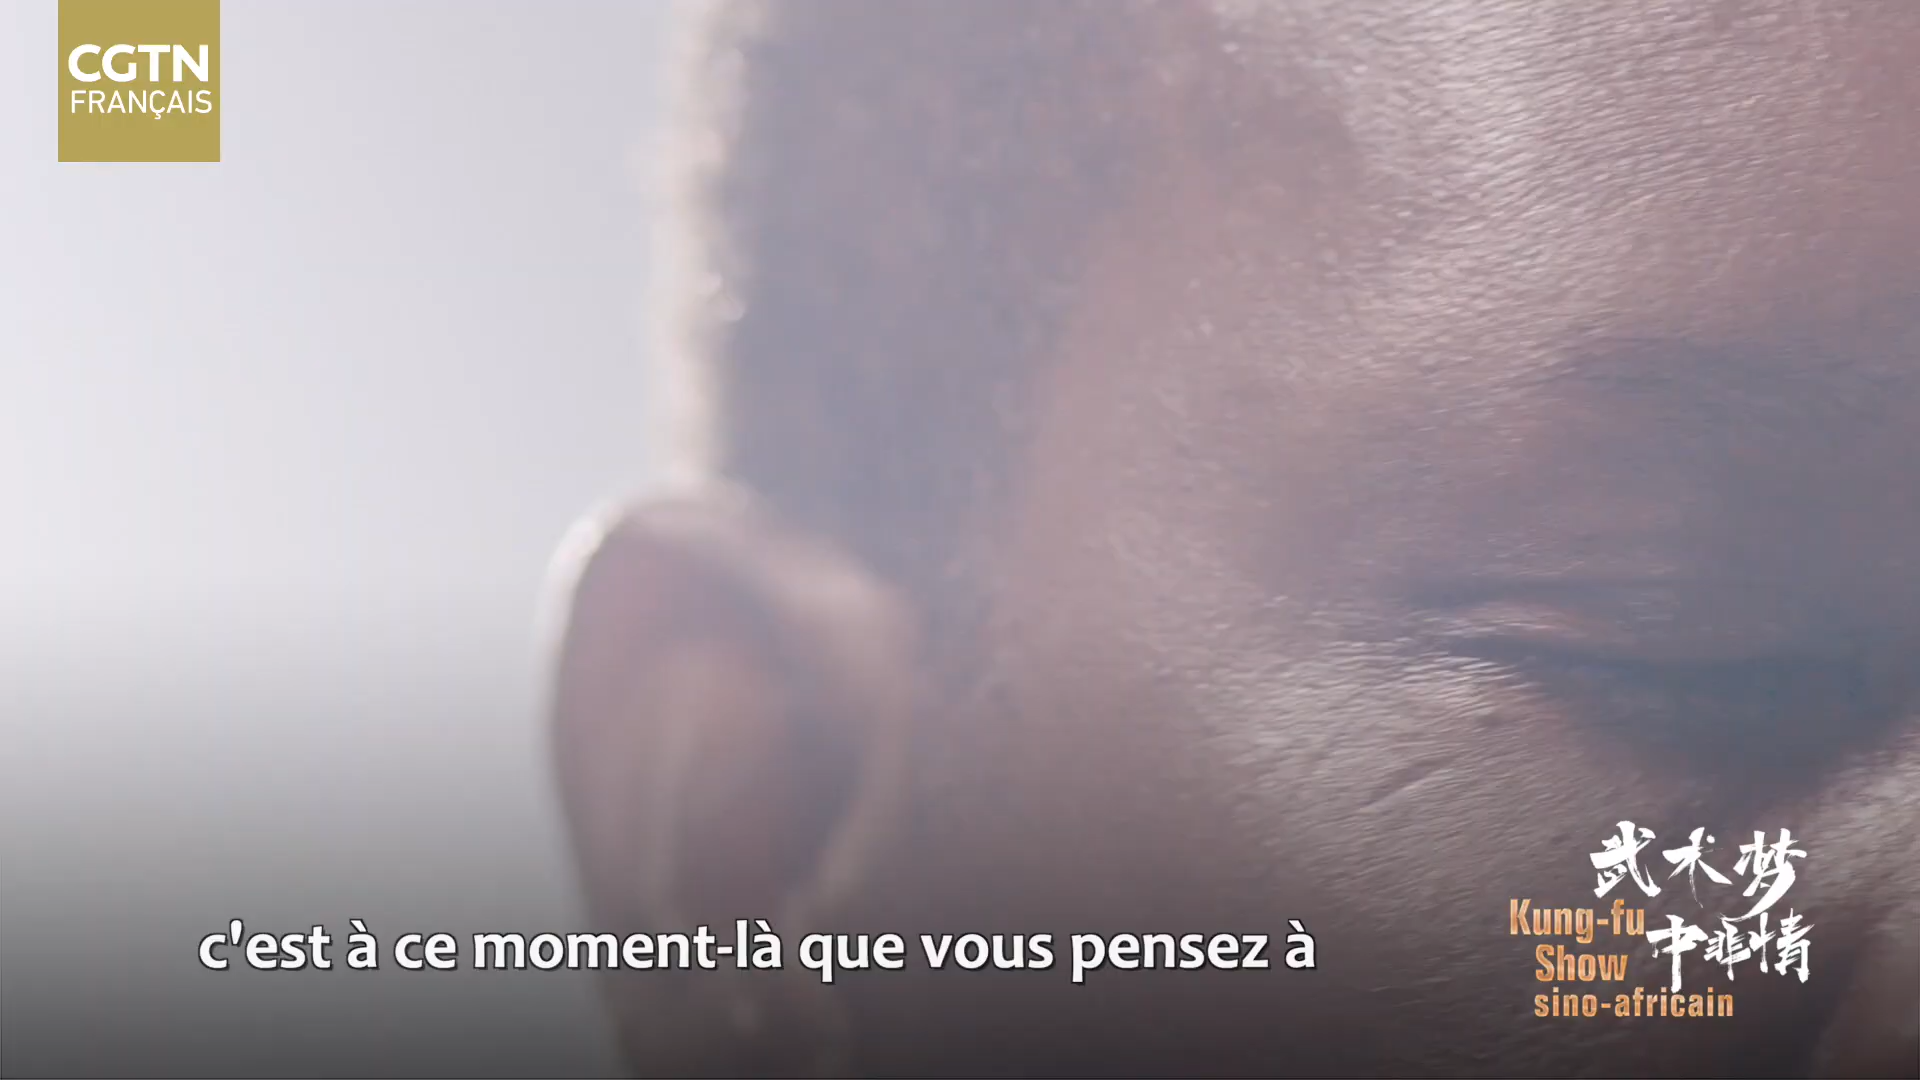 CGTN
FRANÇAIS
武术梦
中非情
Kung-fu
Show
sino-africain
c'est à ce moment-là que vous pensez à